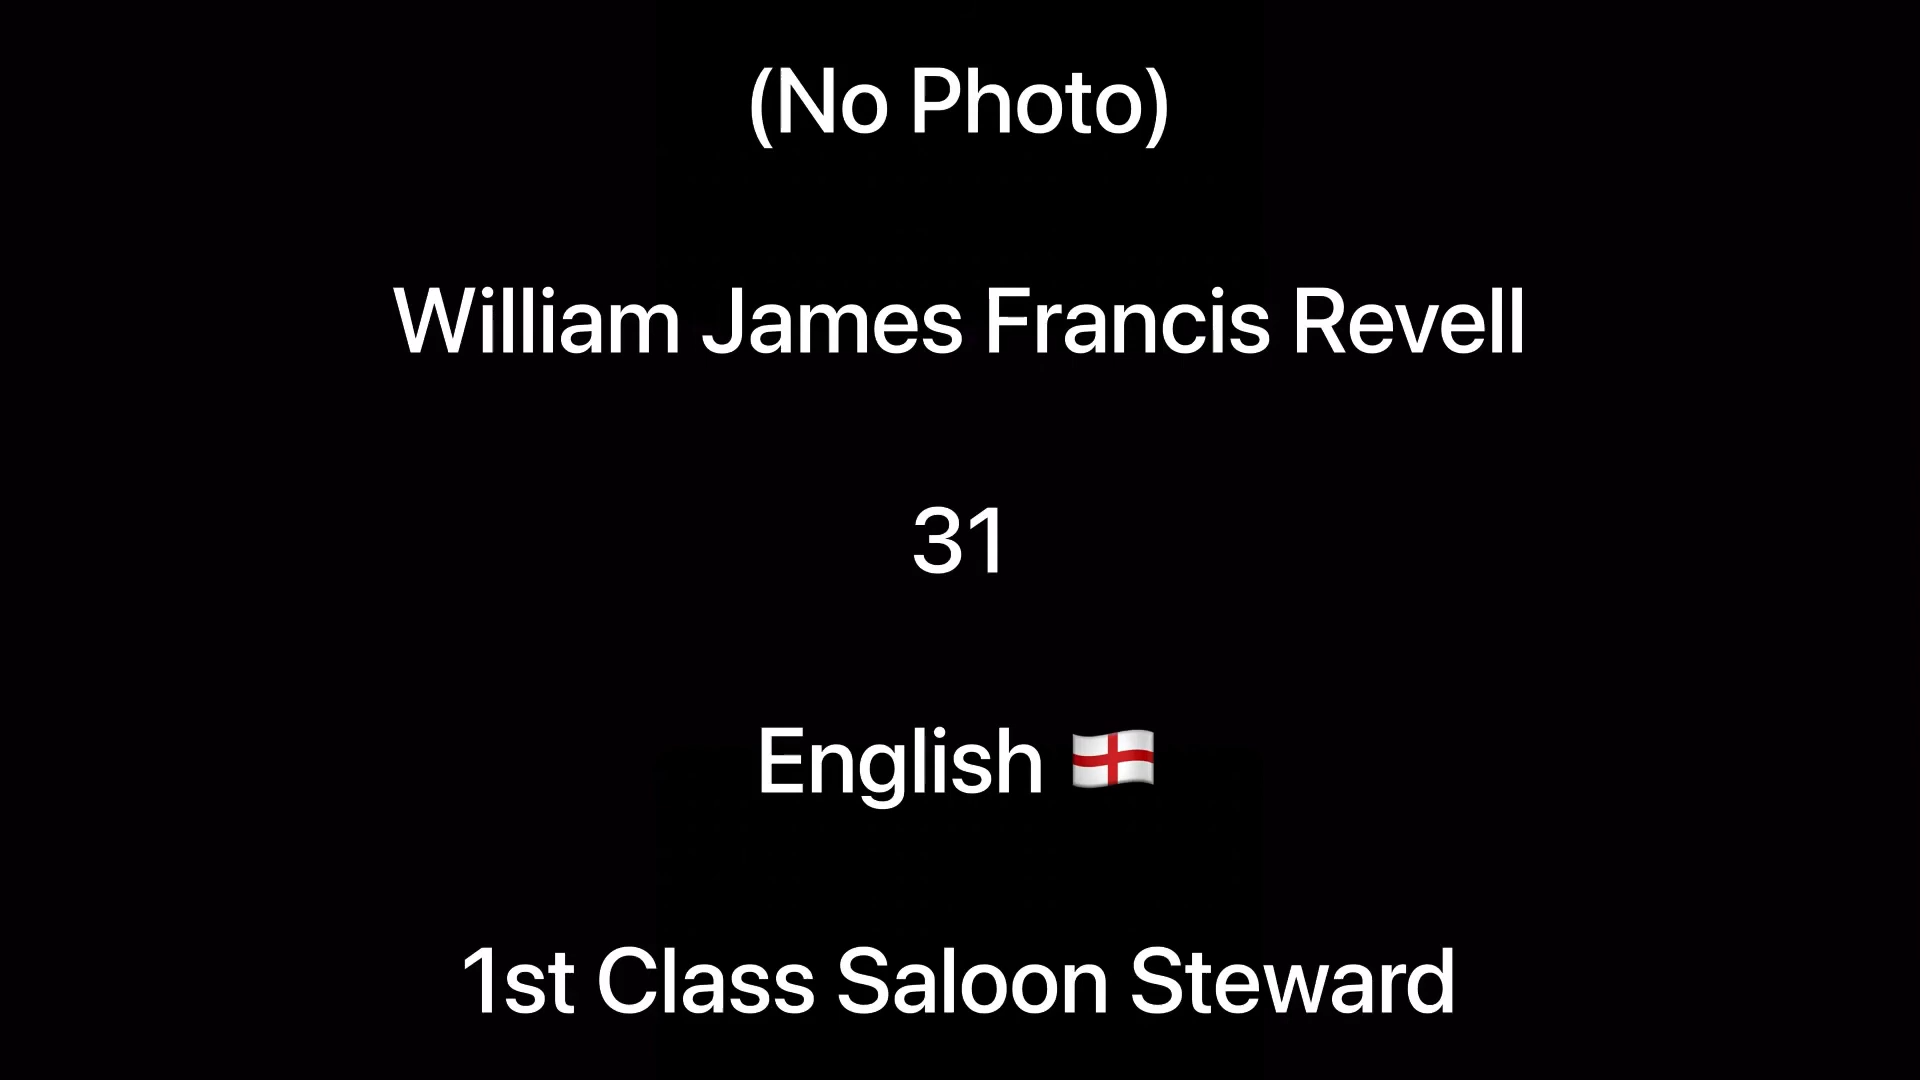 (No Photo)
William James Francis Revell
31
English 🏴󠁧󠁢󠁥󠁮󠁧󠁿
1st Class Saloon Steward